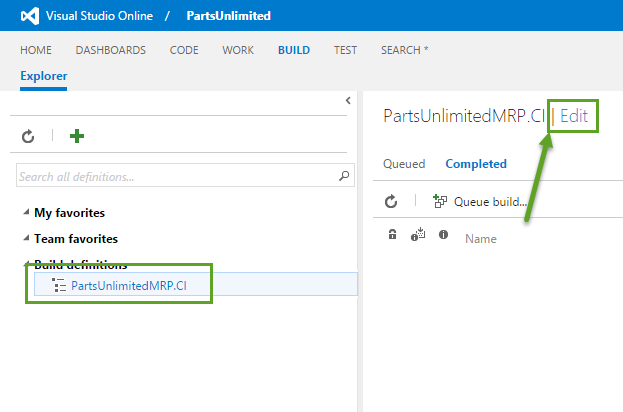 Visual Studio Online / PartsUnlimited
HOME DASHBOARDS CODE WORK BUILD TEST SEARCH *
Explorer
PartsUnlimitedMRP.CI | Edit
Search all definitions...
Queued Completed
Queue build...
My favorites
Name
Team favorites
Build definitions
PartsUnlimitedMRP.CI